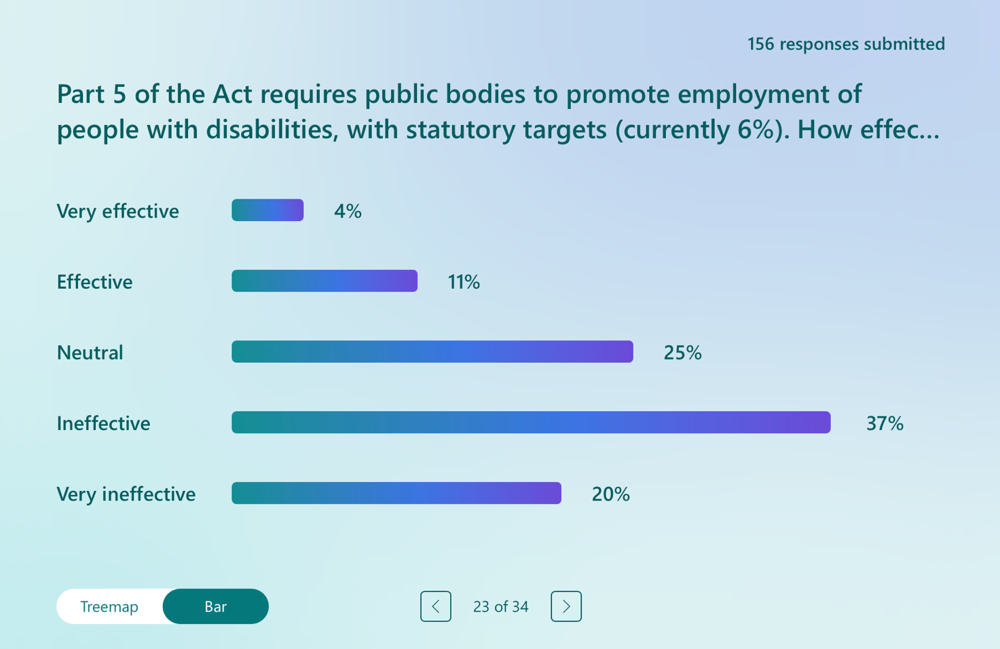 156 responses submitted
Part 5 of the Act requires public bodies to promote employment of
people with disabilities, with statutory targets (currently 6%). How effec...
Very effective 4%
Effective 11%
Neutral 25%
Ineffective 37%
Very ineffective 20%
Treemap Bar 23 of 34